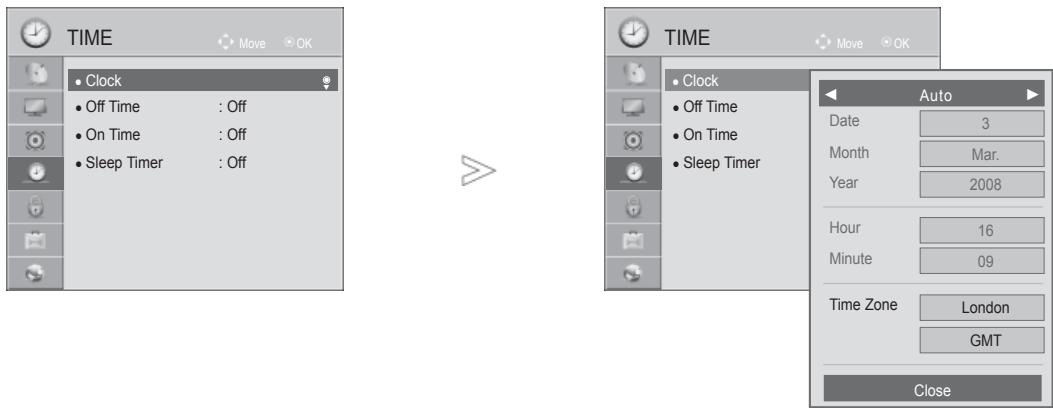 TIME Move OK
• Clock
• Off Time : Off
• On Time : Off
• Sleep Timer : Off
TIME Move OK
• Clock
• Off Time
• On Time
• Sleep Timer
◄ Auto ►
Date 3
Month Mar.
Year 2008
Hour 16
Minute 09
Time Zone London
GMT
Close